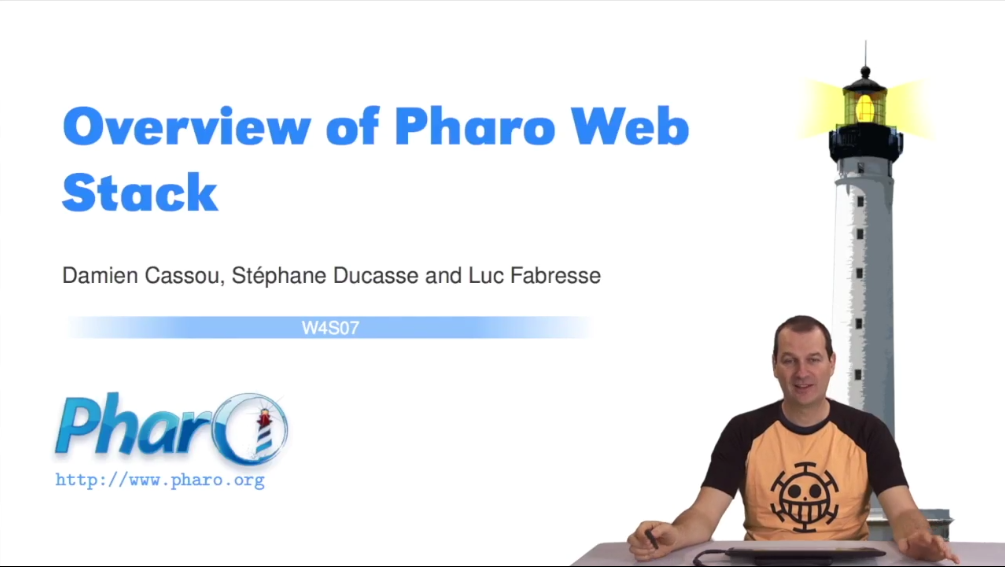 Overview of Pharo Web
Stack
Damien Cassou, Stéphane Ducasse and Luc Fabresse
W4S07
Pharo
http://www.pharo.org